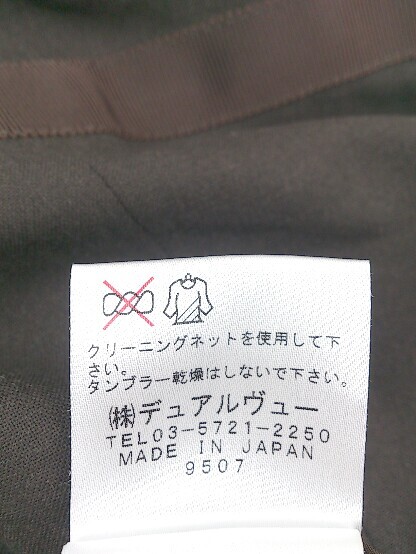 クリーニングネットを使用して下
さい。
タンブラー乾燥はしないで下さい。
㈱デュアルヴュー
TEL03-5721-2250
MADE IN JAPAN
9507